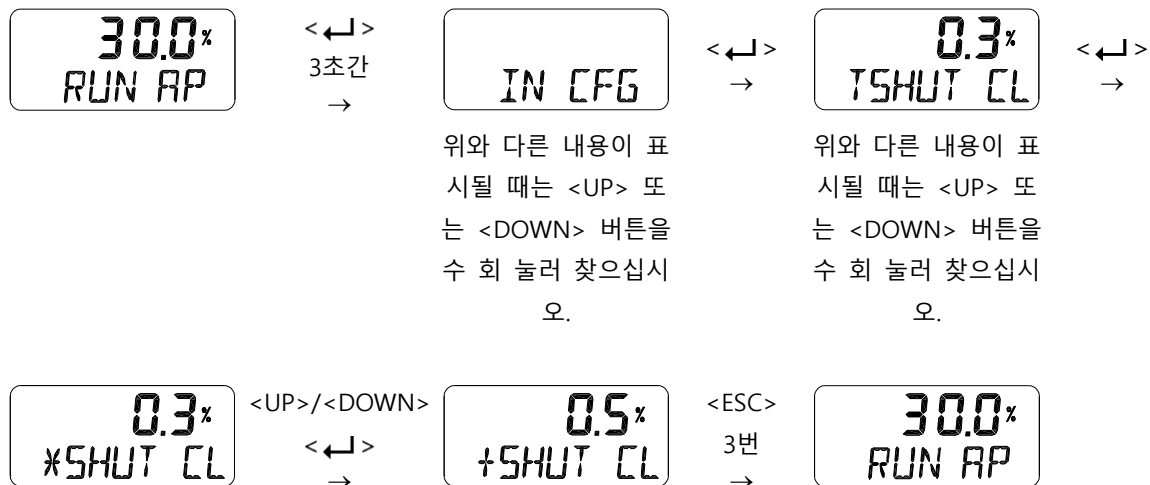 30.0%
RUN AP
<↵>
3초간
→
IN CFG
위와 다른 내용이 표
시될 때는 <UP> 또
는 <DOWN> 버튼을
수 회 눌러 찾으십시
오.
<↵>
→
0.3%
TSHUT CL
위와 다른 내용이 표
시될 때는 <UP> 또
는 <DOWN> 버튼을
수 회 눌러 찾으십시
오.
<↵>
→
0.3%
*SHUT CL
<UP>/<DOWN>
<↵>
→
0.5%
+SHUT CL
<ESC>
3번
→
30.0%
RUN AP